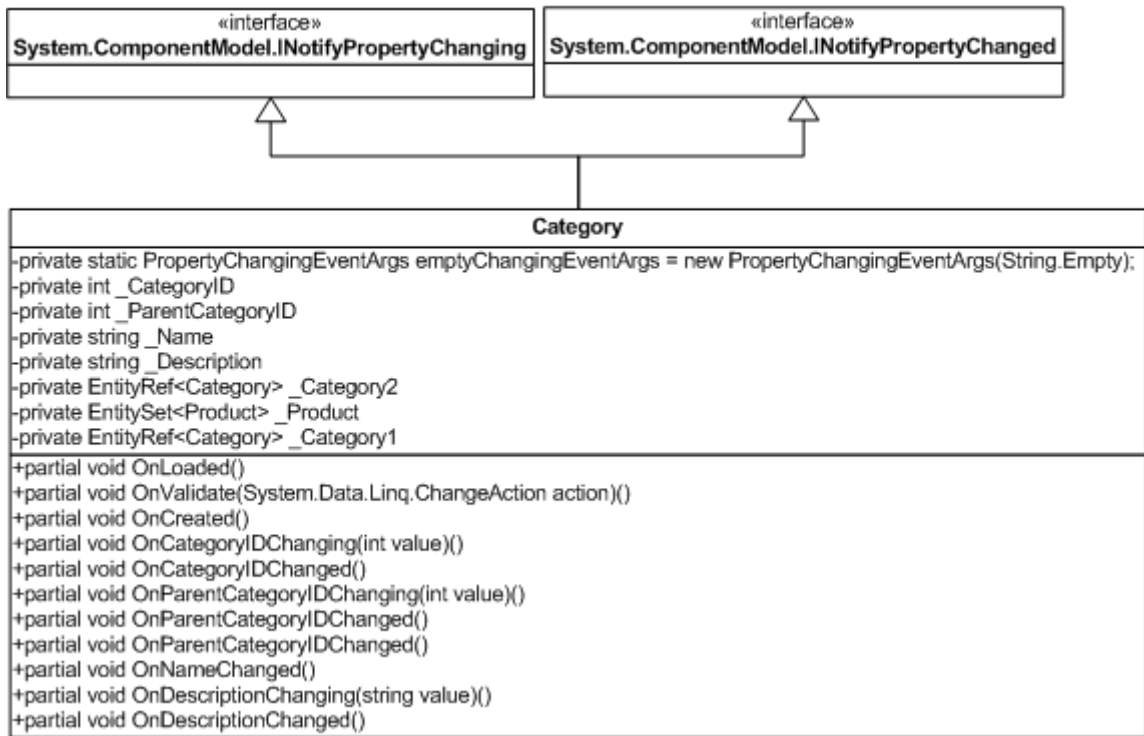 «interface»
System.ComponentModel.INotifyPropertyChanging
«interface»
System.ComponentModel.INotifyPropertyChanged
Category
-private static PropertyChangingEventArgs emptyChangingEventArgs = new PropertyChangingEventArgs(String.Empty);
-private int _CategoryID
-private int _ParentCategoryID
-private string _Name
-private string _Description
-private EntityRef<Category> _Category2
-private EntitySet<Product> _Product
-private EntityRef<Category> _Category1
+partial void OnLoaded()
+partial void OnValidate(System.Data.Linq.ChangeAction action)()
+partial void OnCreated()
+partial void OnCategoryIDChanging(int value)()
+partial void OnCategoryIDChanged()
+partial void OnParentCategoryIDChanging(int value)()
+partial void OnParentCategoryIDChanged()
+partial void OnParentCategoryIDChanged()
+partial void OnNameChanged()
+partial void OnDescriptionChanging(string value)()
+partial void OnDescriptionChanged()